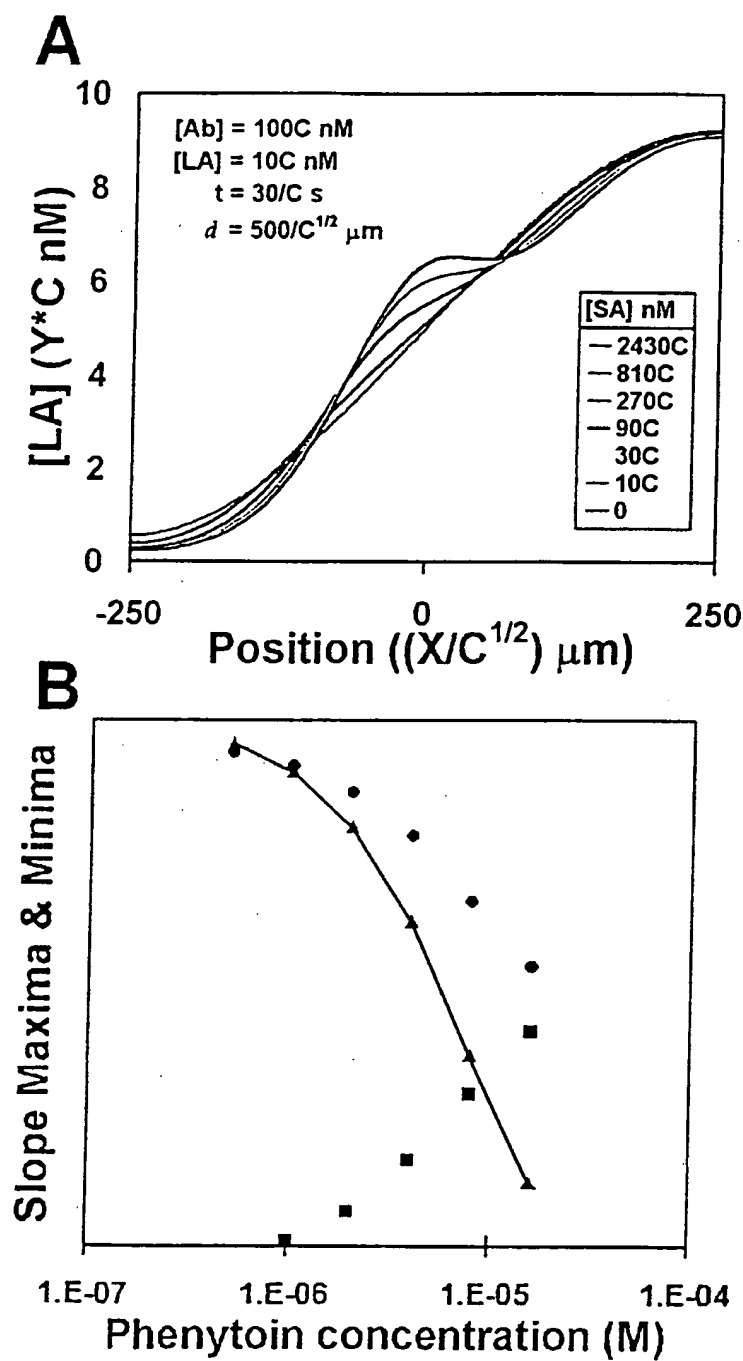 A
10
8
6
4
2
0
[LA] (Y*C nM)
[Ab] = 100C nM
[LA] = 10C nM
t = 30/C s
d = 500/C^1/2 μm
[SA] nM
2430C
810C
270C
90C
30C
10C
0
-250 0 250
Position ((X/C^1/2) μm)
B
Slope Maxima & Minima
1.E-07 1.E-06 1.E-05 1.E-04
Phenytoin concentration (M)